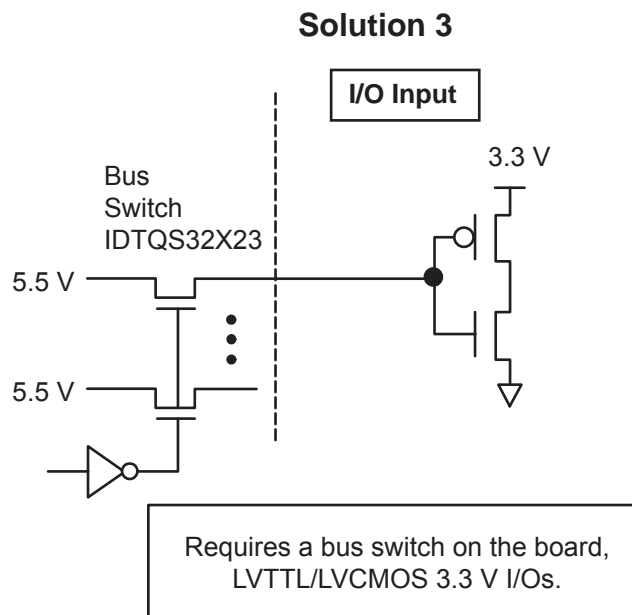 Solution 3
I/O Input
3.3 V
Bus
Switch
IDTQS32X23
5.5 V
5.5 V
Requires a bus switch on the board,
LVTTL/LVCMOS 3.3 V I/Os.